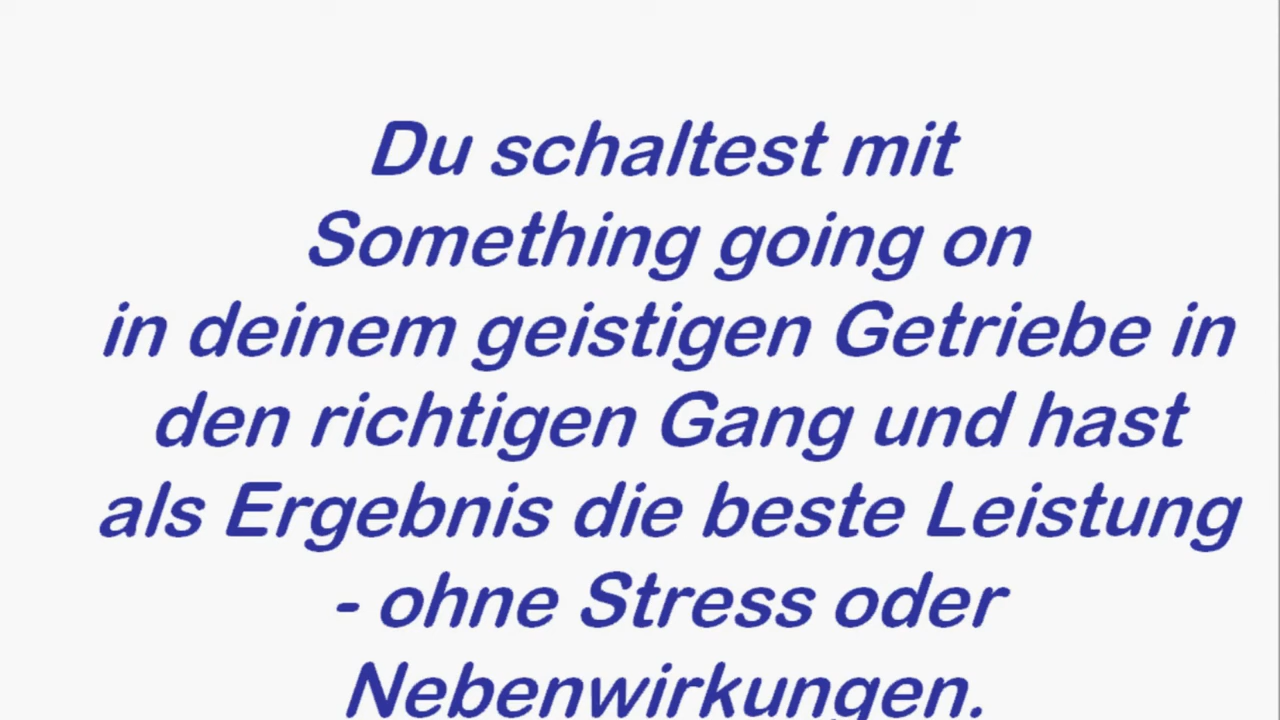 Du schaltest mit
Something going on
in deinem geistigen Getriebe in
den richtigen Gang und hast
als Ergebnis die beste Leistung
- ohne Stress oder
Nebenwirkungen.